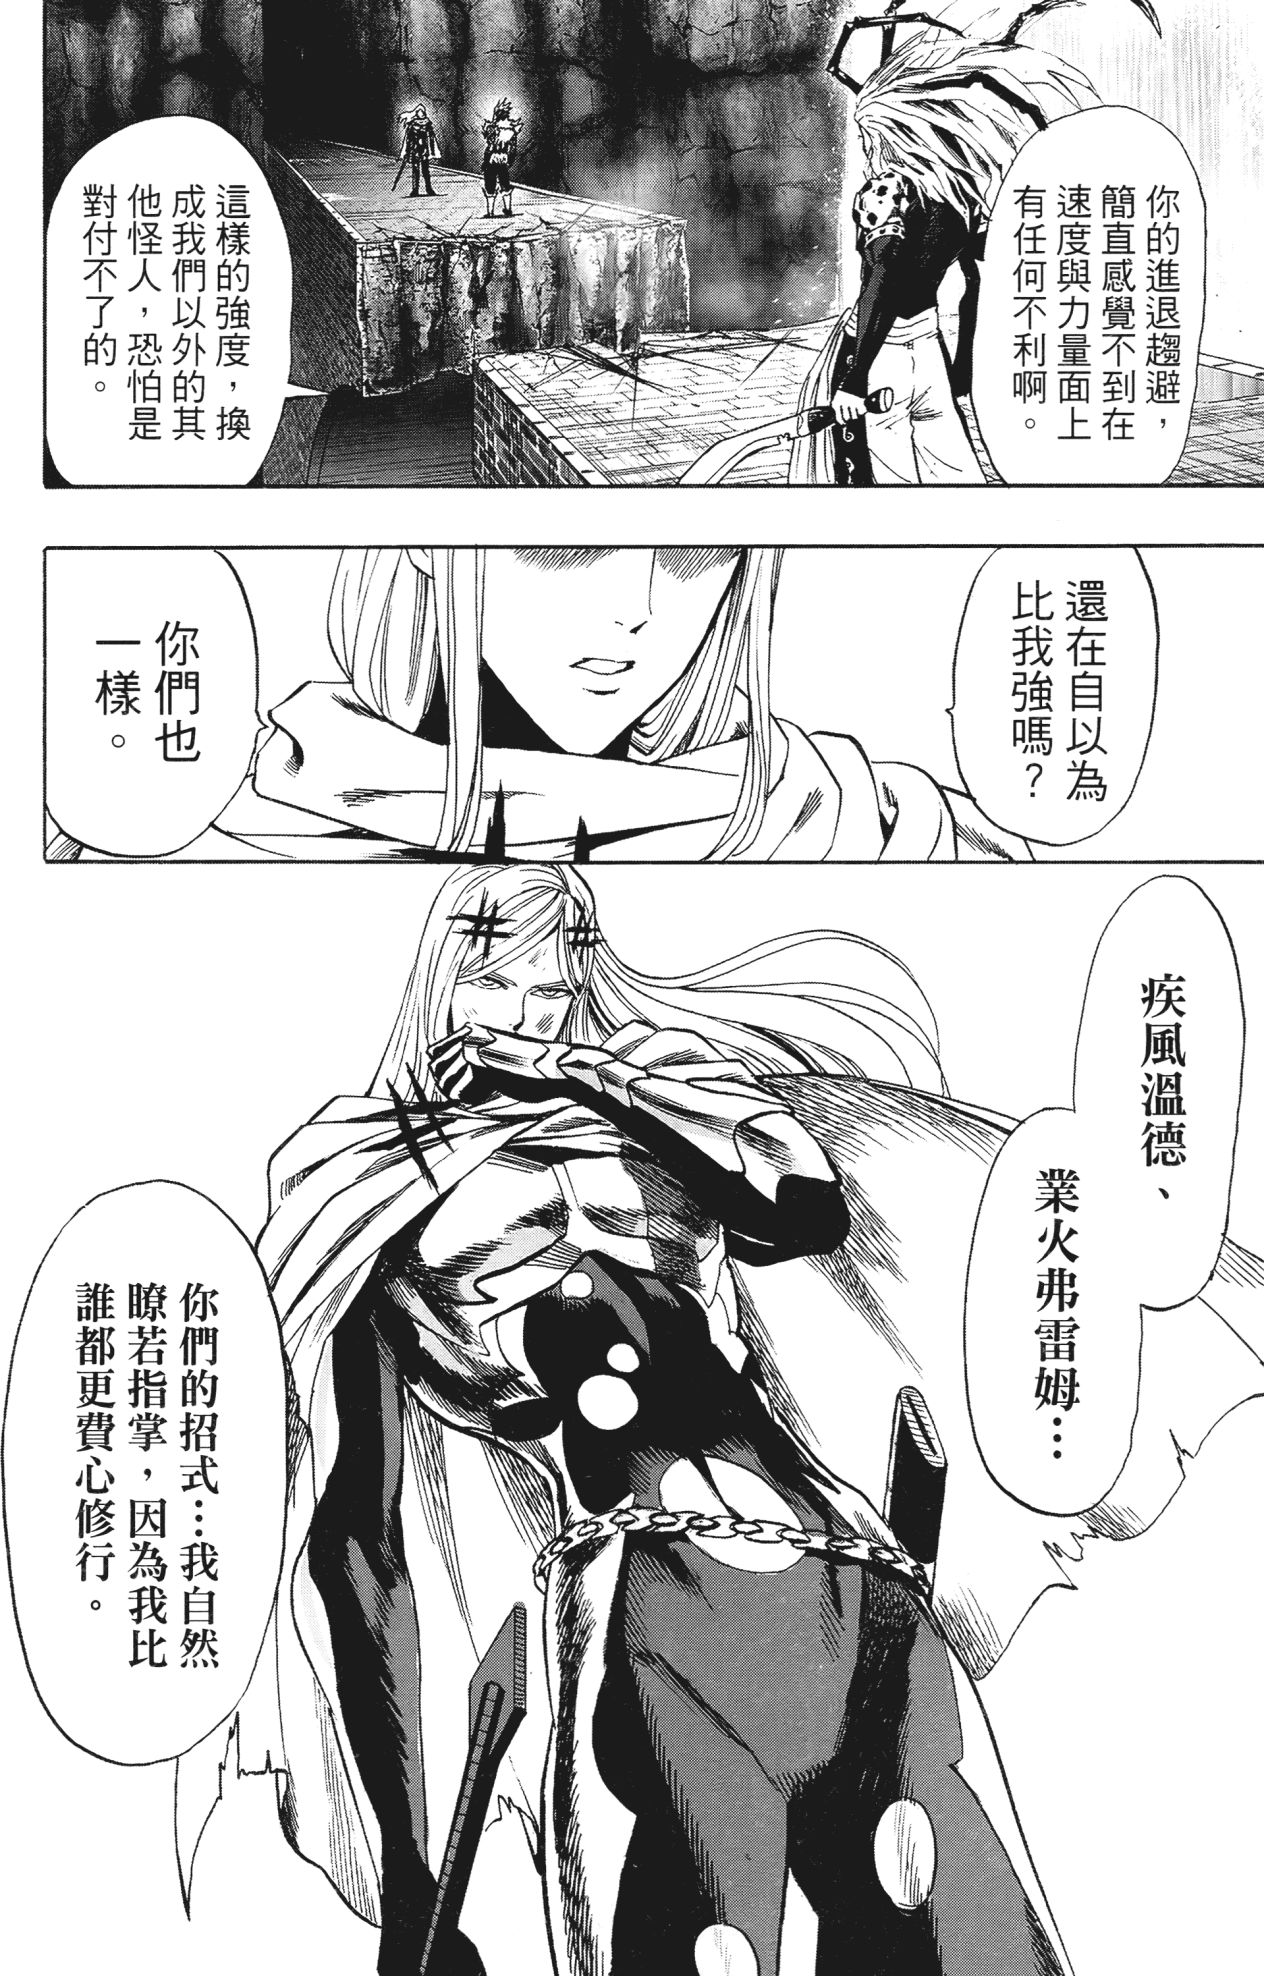 你的進退趨避，
簡直感覺不到在
速度與力量面上
有任何不利啊。
這樣的強度，換
成我們以外的其
他怪人，恐怕是
對付不了的。
還在自以為
比我強嗎？
你們也
一樣。
疾風溫德、
業火弗雷姆…
你們的招式…我自然
瞭若指掌，因為我比
誰都更費心修行。